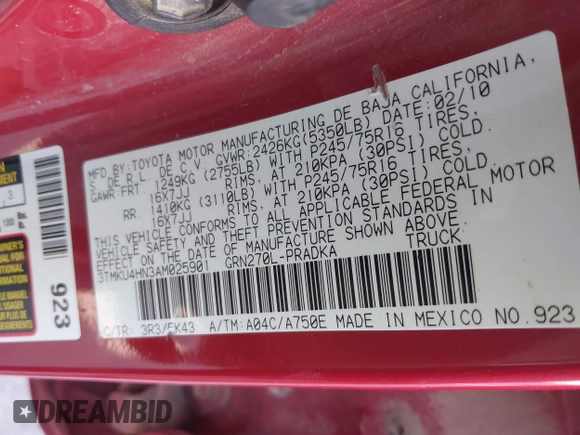 MFD BY:TOYOTA MOTOR MANUFACTURING DE BAJA CALIFORNIA,
S. DE R.L. DE C.V. GVWR:2426KG(5350LB) DATE:02/10
GAWR:FRT. 1249KG (2755LB) WITH P245/75R16 TIRES,
16X7JJ RIMS, AT 210KPA (30PSI) COLD.
RR. 1410KG (3110LB) WITH P245/75R16 TIRES,
16X7JJ RIMS, AT 210KPA (30PSI) COLD.
THIS VEHICLE CONFORMS TO ALL APPLICABLE FEDERAL MOTOR
VEHICLE SAFETY AND THEFT PREVENTION STANDARDS IN
EFFECT ON THE DATE OF MANUFACTURE SHOWN ABOVE.
3TMKU4HN3AM025901 GRN270L-PRADKA TRUCK
C/TR: 3R3/FK43 A/TM:A04C/A750E MADE IN MEXICO NO.923
3
923
DREAMBID